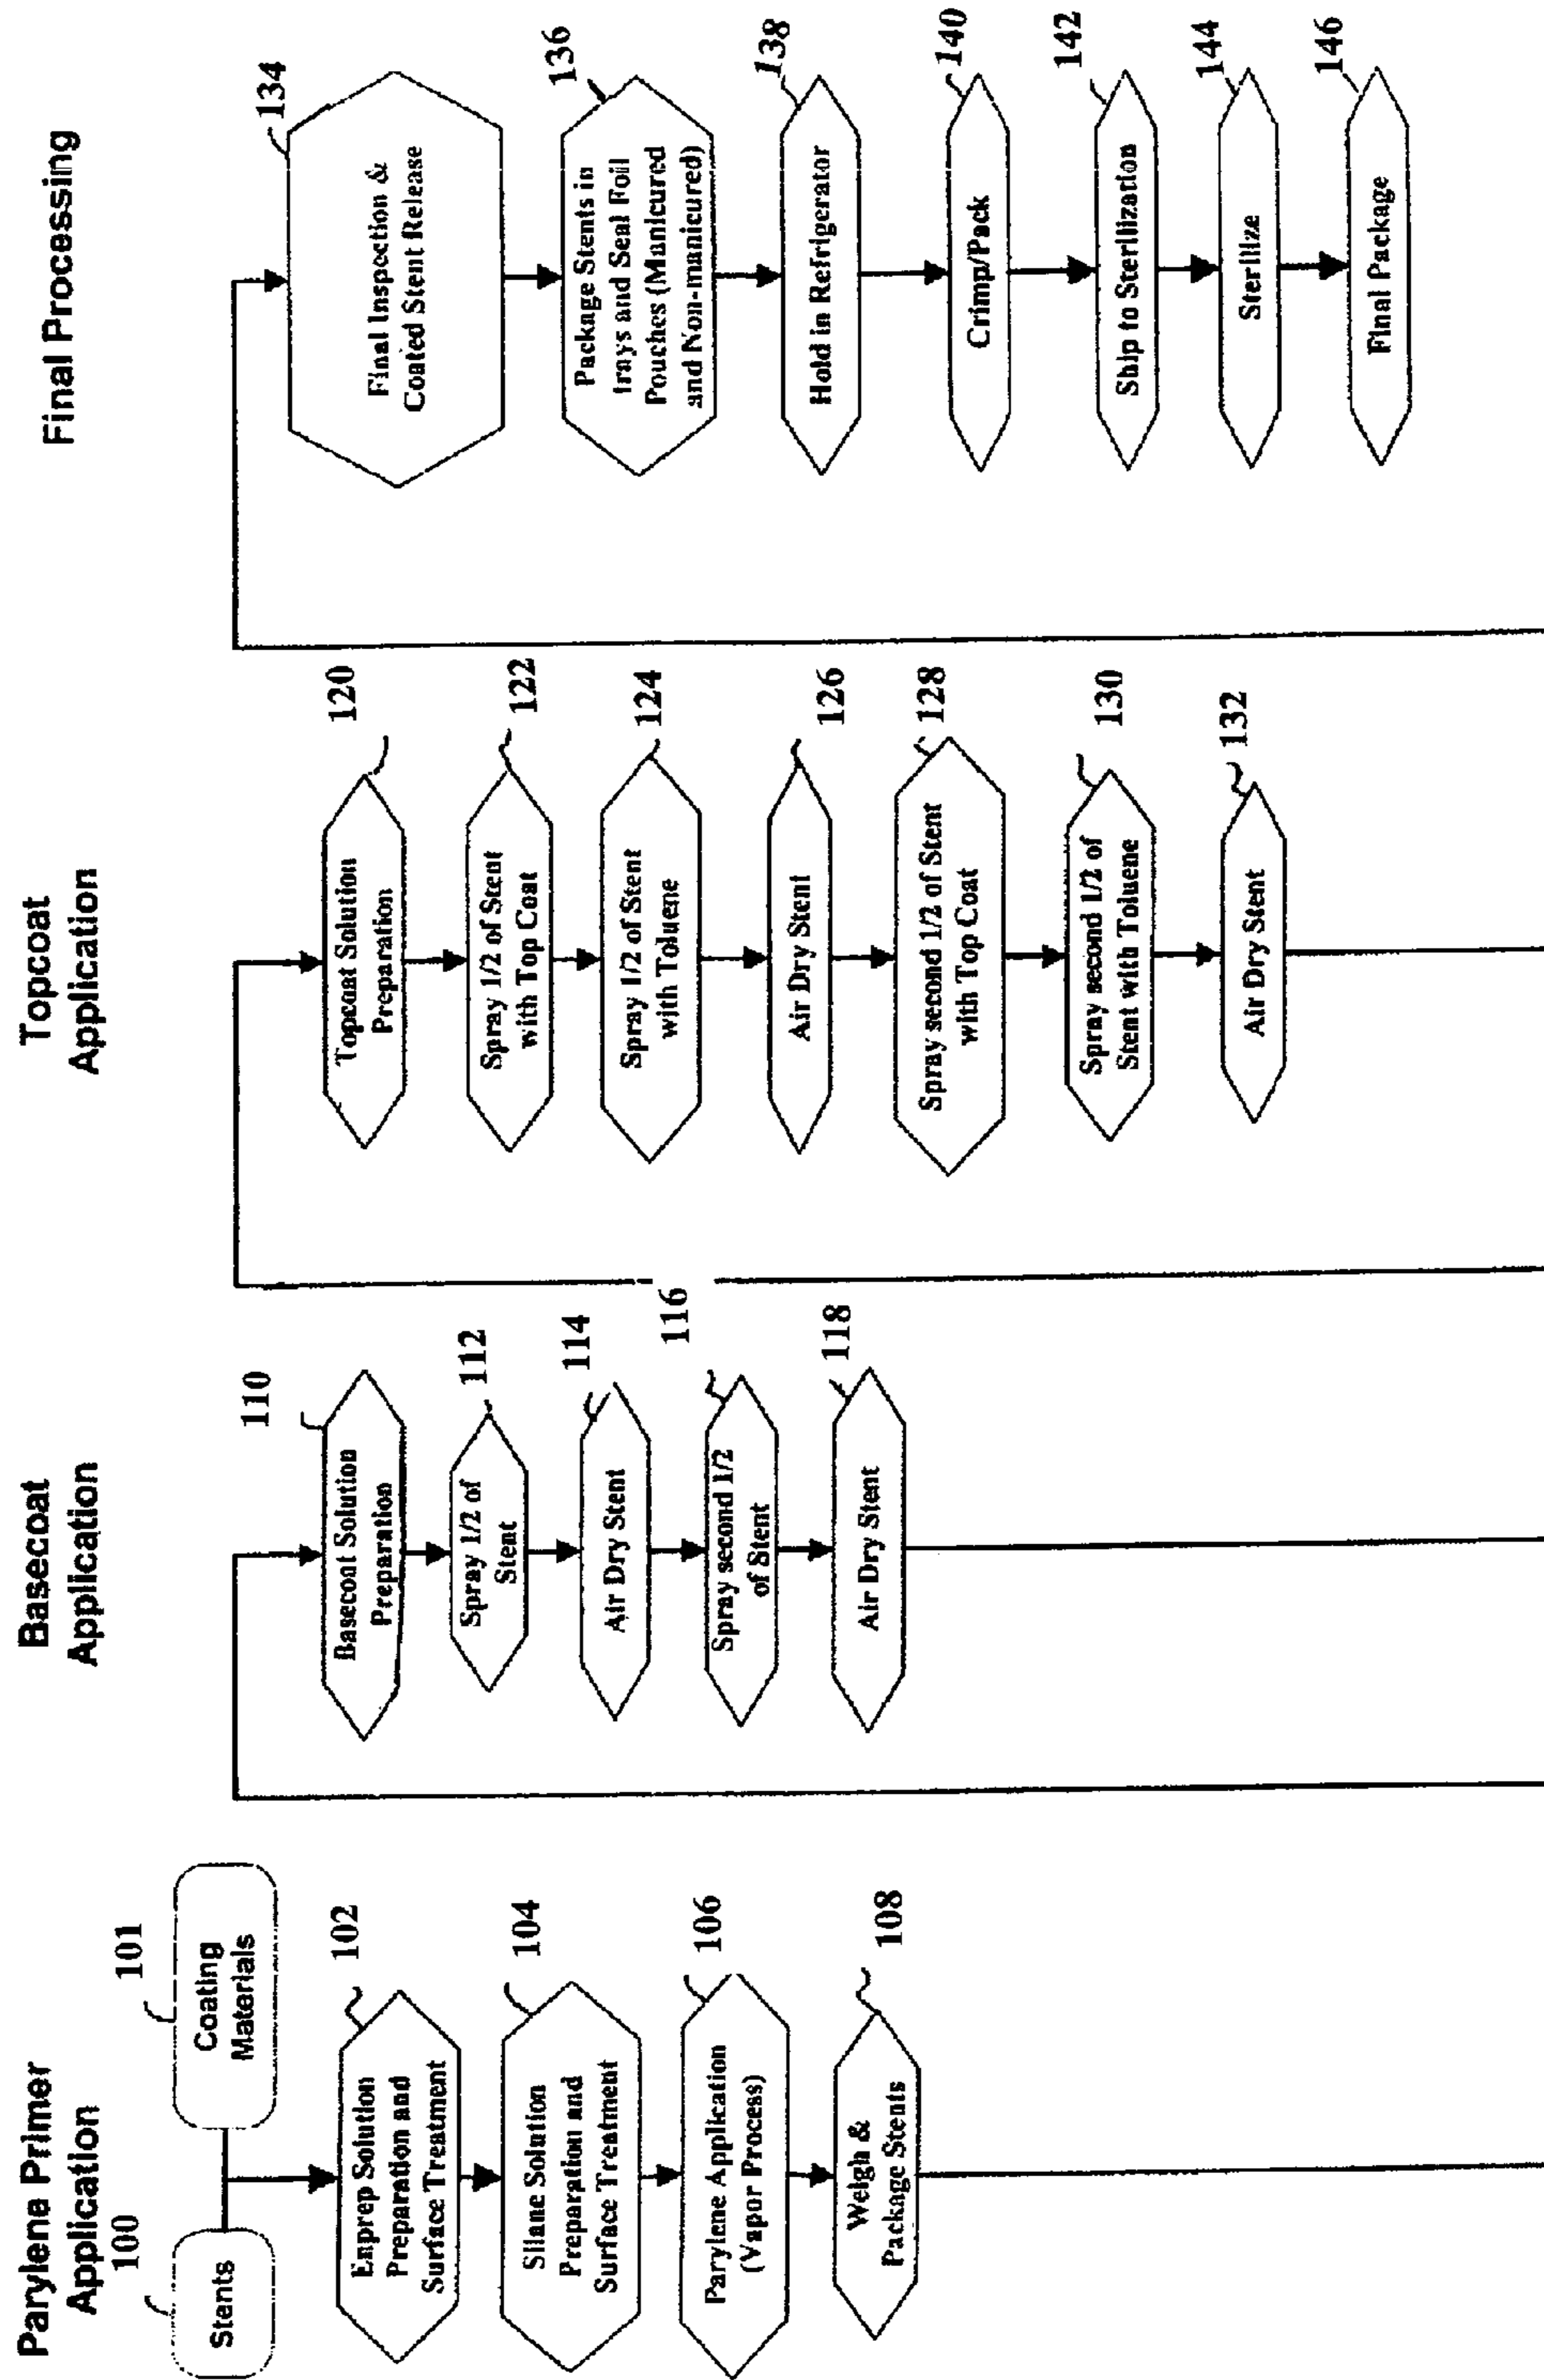 Parylene Primer
Application
100
Stents
101
Coating
Materials
102
Enprep Solution
Preparation and
Surface Treatment
104
Silane Solution
Preparation and
Surface Treatment
106
Parylene Application
(Vapor Process)
108
Weigh &
Package Stents
Basecoat
Application
110
Basecoat Solution
Preparation
112
Spray 1/2 of
Stent
114
Air Dry Stent
116
Spray second 1/2
of Stent
118
Air Dry Stent
Topcoat
Application
120
Topcoat Solution
Preparation
122
Spray 1/2 of Stent
with Top Coat
124
Spray 1/2 of Stent
with Toluene
126
Air Dry Stent
128
Spray second 1/2 of Stent
with Top Coat
130
Spray second 1/2 of
Stent with Toluene
132
Air Dry Stent
Final Processing
134
Final Inspection &
Coated Stent Release
136
Package Stents in
trays and Seal Foil
Pouches (Manicured
and Non-manicured)
138
Hold in Refrigerator
140
Crimp/Pack
142
Ship to Sterilization
144
Sterilize
146
Final Package